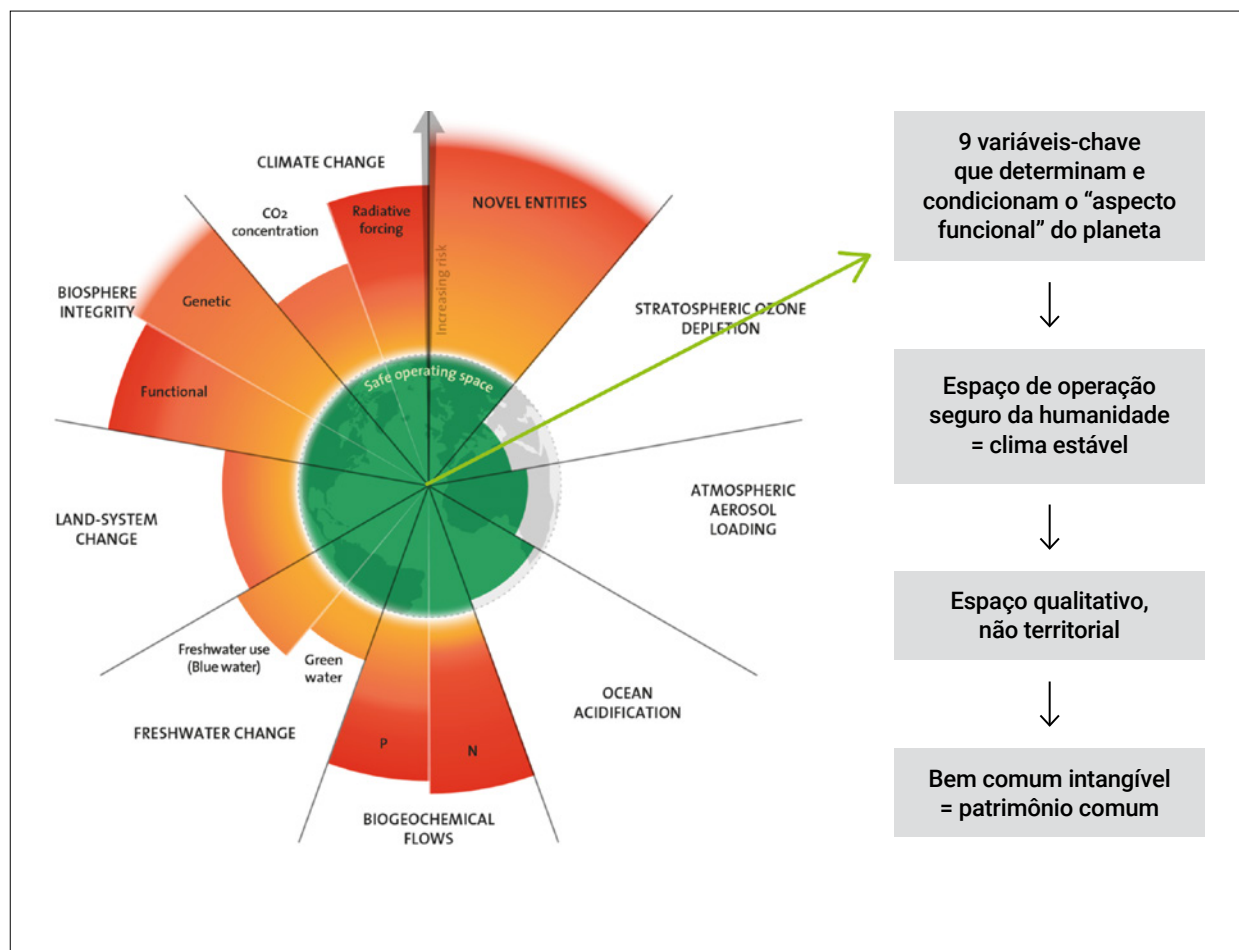 CLIMATE CHANGE
CO2
concentration
Radiative
forcing
Increasing risk
NOVEL ENTITIES
STRATOSPHERIC OZONE
DEPLETION
ATMOSPHERIC
AEROSOL
LOADING
OCEAN
ACIDIFICATION
BIOGEOCHEMICAL
FLOWS
P
N
FRESHWATER CHANGE
Freshwater use
(Blue water)
Green
water
LAND-SYSTEM
CHANGE
BIOSPHERE
INTEGRITY
Genetic
Functional
Safe operating space
9 variáveis-chave
que determinam e
condicionam o “aspecto
funcional” do planeta
Espaço de operação
seguro da humanidade
= clima estável
Espaço qualitativo,
não territorial
Bem comum intangível
= patrimônio comum